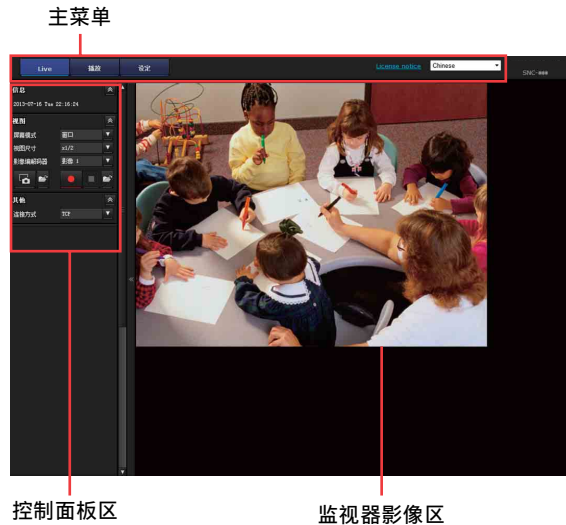 主菜单
Live 播放 设定 License notice Chinese
SNC-###
信息
2013-07-16 Tue 22:16:24
视图
屏幕模式 窗口
视图尺寸 x1/2
影像编解码器 影像 1
其他
连接方式 TCP
控制面板区
监视器影像区